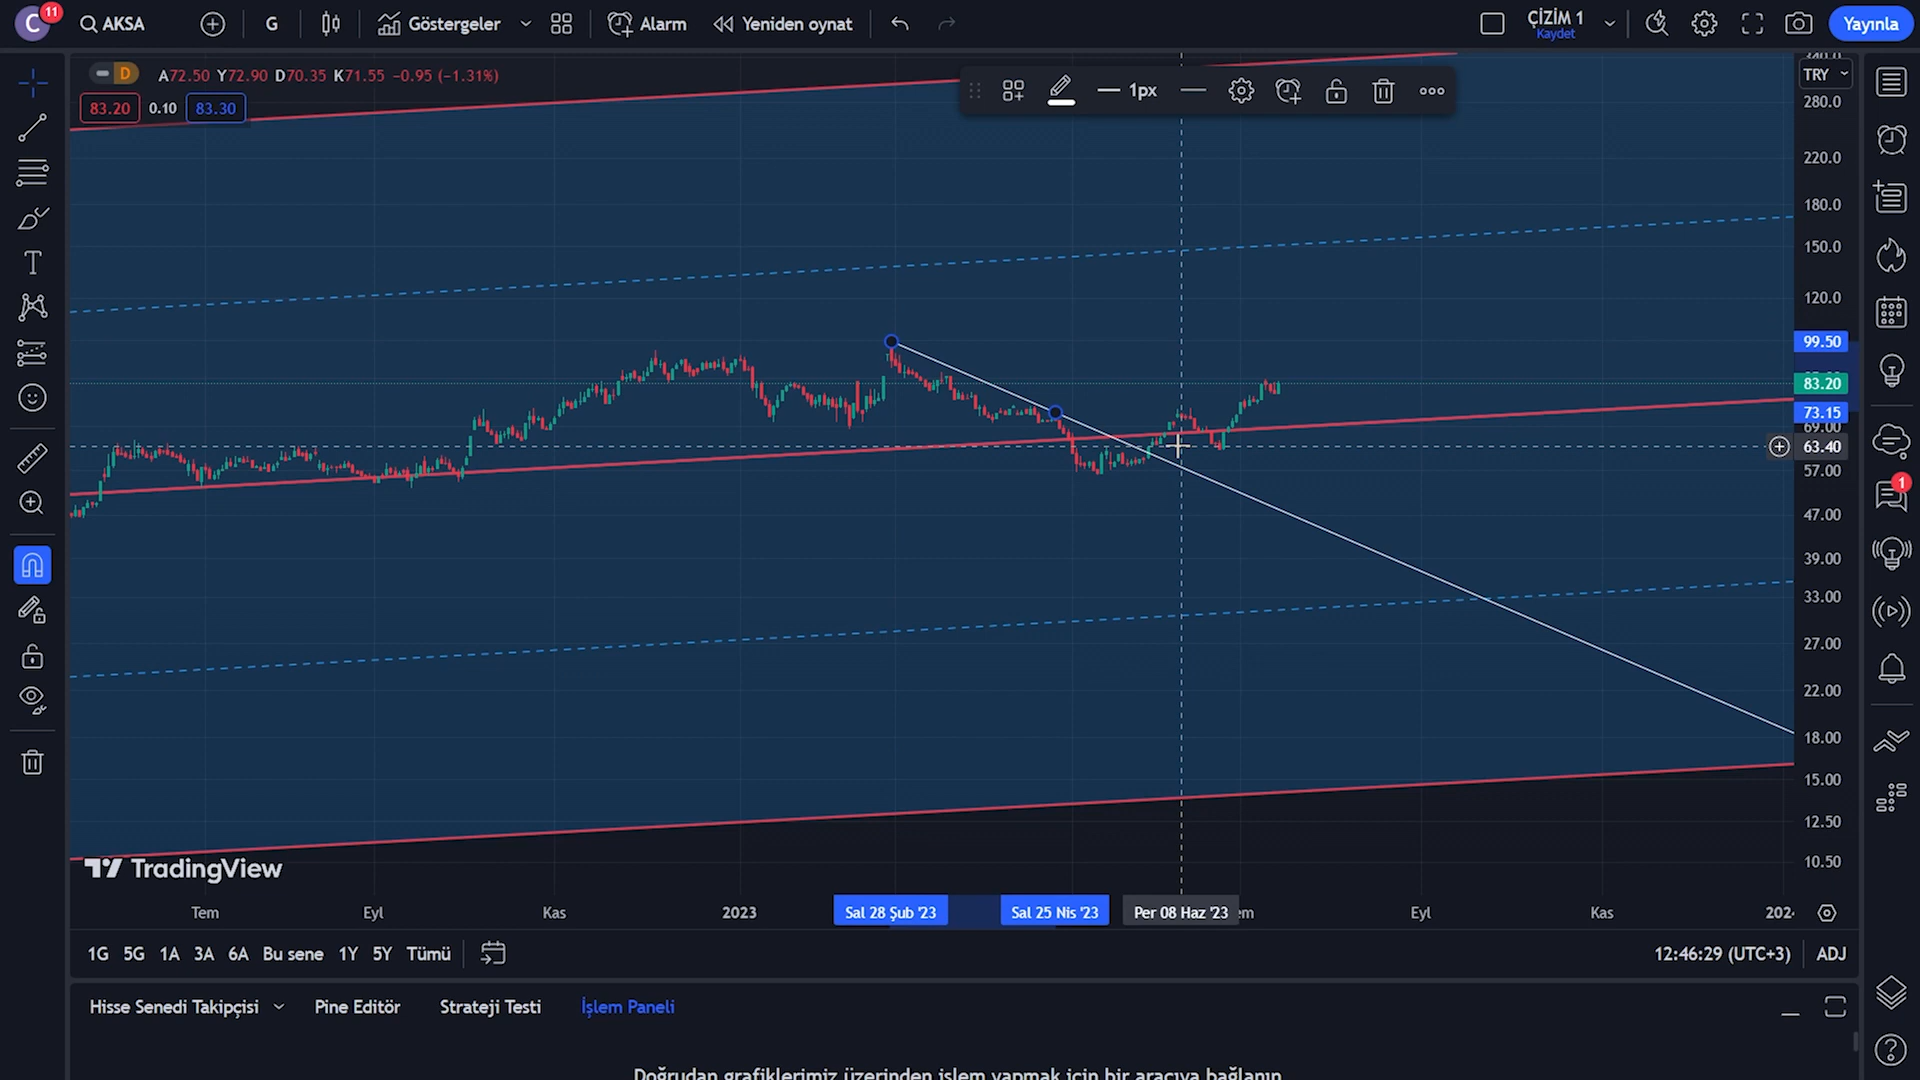 C 11 AKSA G Göstergeler Alarm Yeniden oynat ÇİZİM 1 Yayınla
Kaydet
D A72.50 Y72.90 D70.35 K71.55 -0.95 (-1.31%)
1px
TRY
83.20 0.10 83.30
280.0
220.0
180.0
150.0
120.0
99.50
83.20
73.15
69.00
63.40
57.00
47.00
39.00
33.00
27.00
22.00
18.00
15.00
12.50
10.50
1
TradingView
Tem Eyl Kas 2023 Sal 28 Şub '23 Sal 25 Nis '23 Per 08 Haz '23 Eyl Kas
1G 5G 1A 3A 6A Bu sene 1Y 5Y Tümü 12:46:29 (UTC+3) ADJ
Hisse Senedi Takipçisi Pine Editör Strateji Testi İşlem Paneli
Doğrudan grafiklerimiz üzerinden işlem yapmak için bir aracıya bağlanın